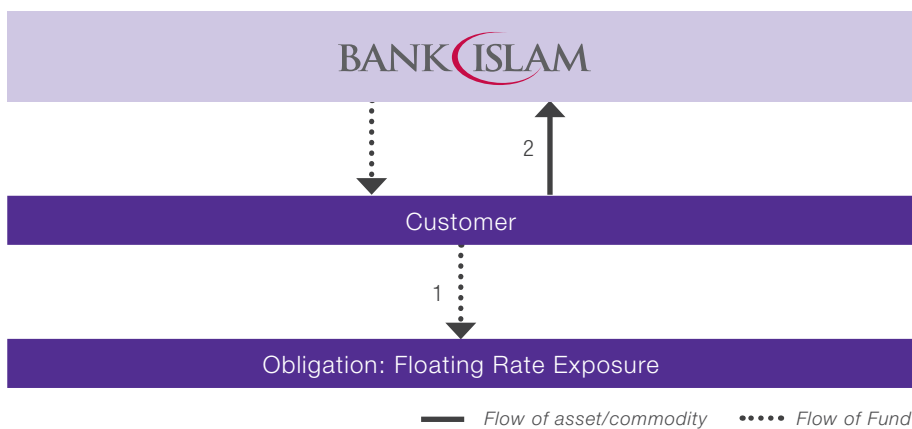 BANK ISLAM
2
Customer
1
Obligation: Floating Rate Exposure
Flow of asset/commodity Flow of Fund